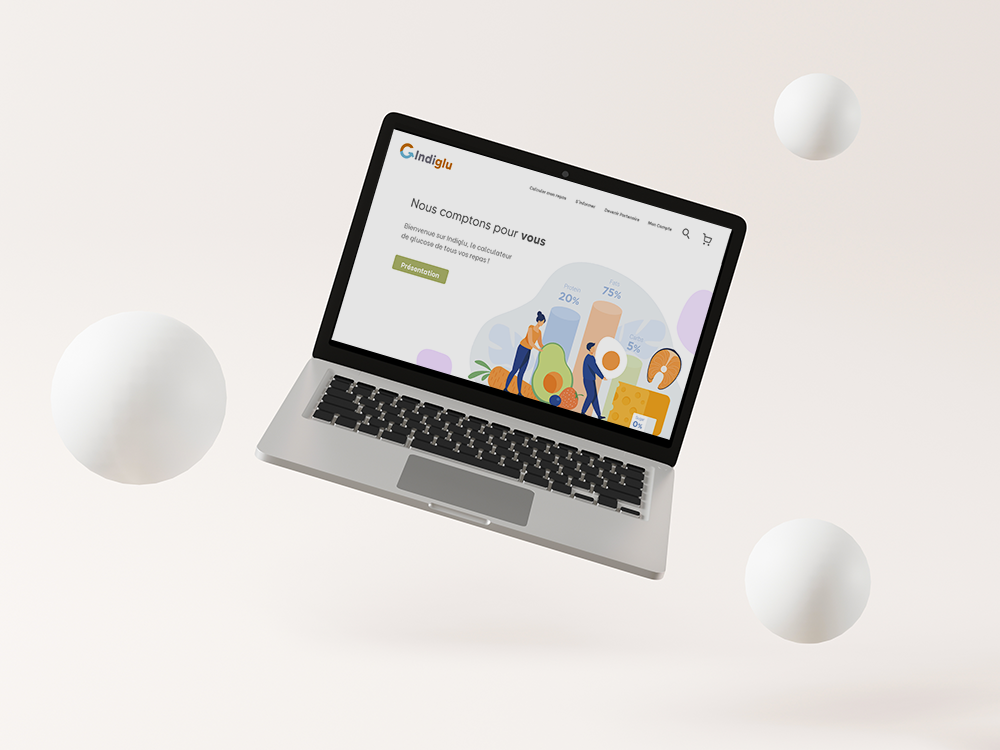 Indiglu
Calculer mes repas
S'informer
Devenir Partenaire
Mon Compte
Nous comptons pour vous
Bienvenue sur Indiglu, le calculateur
de glucose de tous vos repas !
Présentation
Protein
20%
Fats
75%
Carbs
5%
Sugar
0%